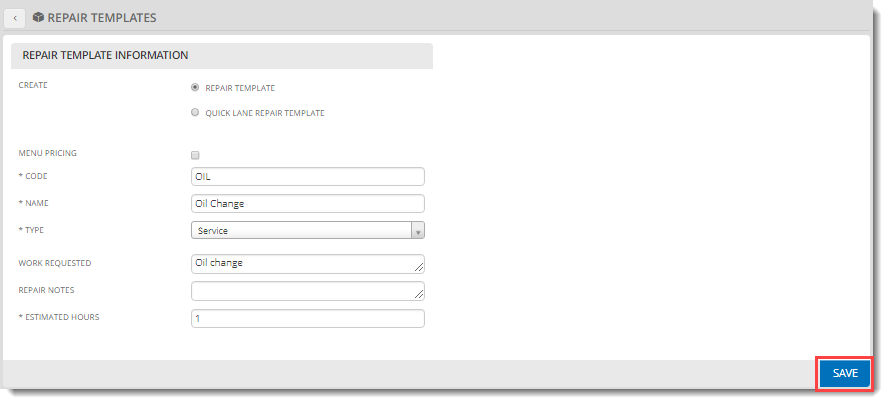 REPAIR TEMPLATES
REPAIR TEMPLATE INFORMATION
CREATE
REPAIR TEMPLATE
QUICK LANE REPAIR TEMPLATE
MENU PRICING
* CODE OIL
* NAME Oil Change
* TYPE Service
WORK REQUESTED Oil change
REPAIR NOTES
* ESTIMATED HOURS 1
SAVE